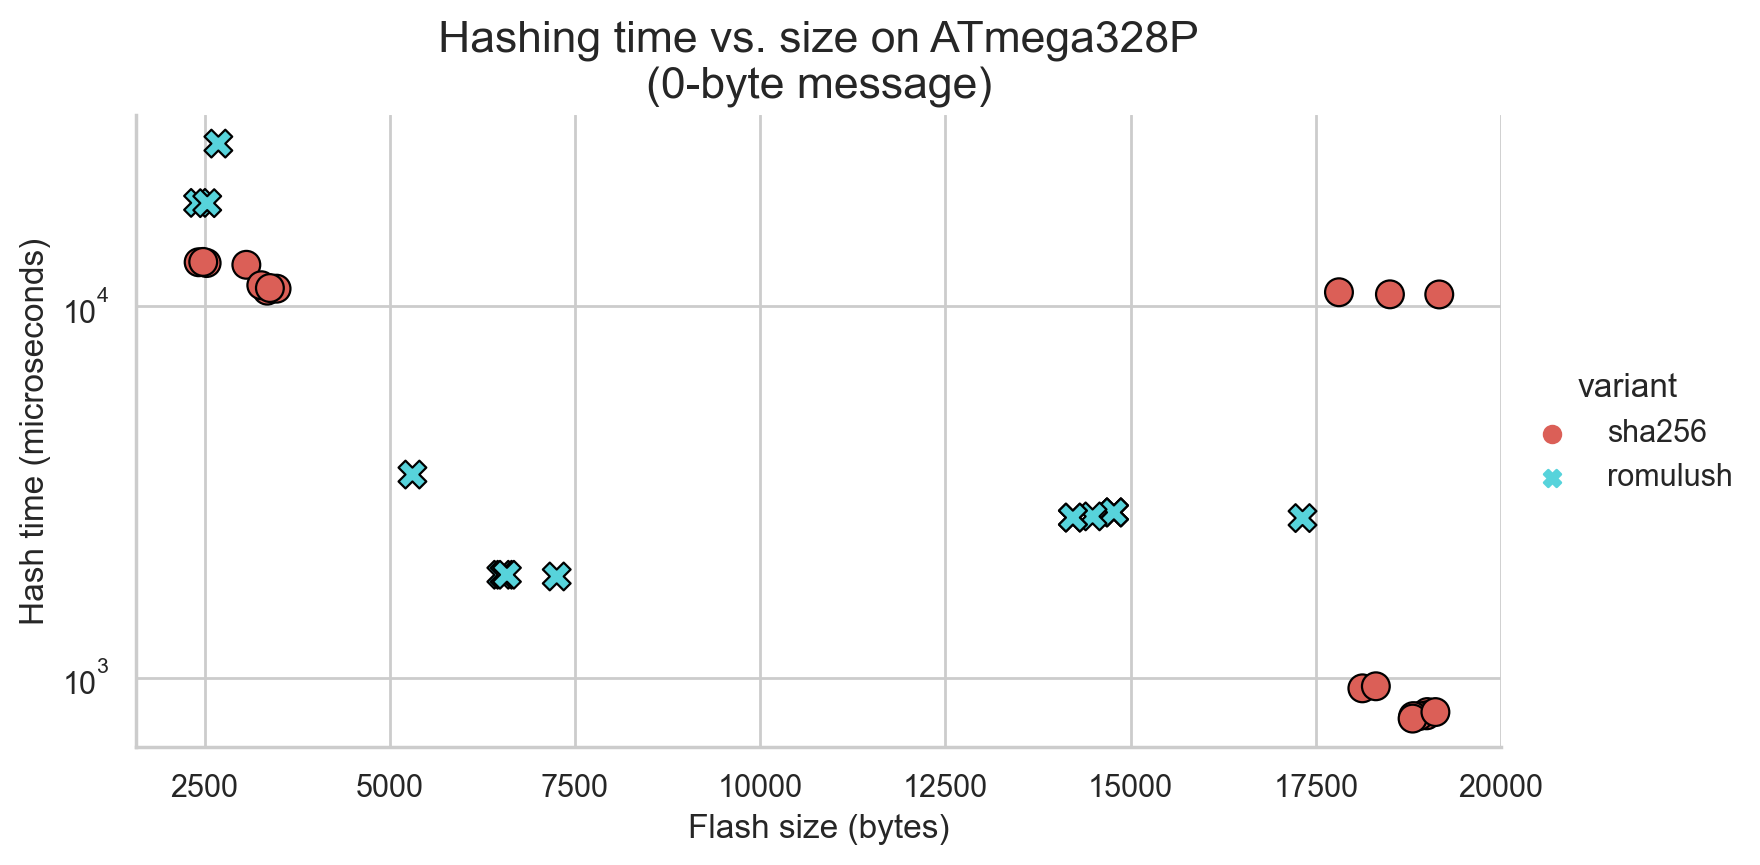 Hashing time vs. size on ATmega328P
(0-byte message)
Hash time (microseconds)
10^4
10^3
2500 5000 7500 10000 12500 15000 17500 20000
Flash size (bytes)
variant
sha256
romulush